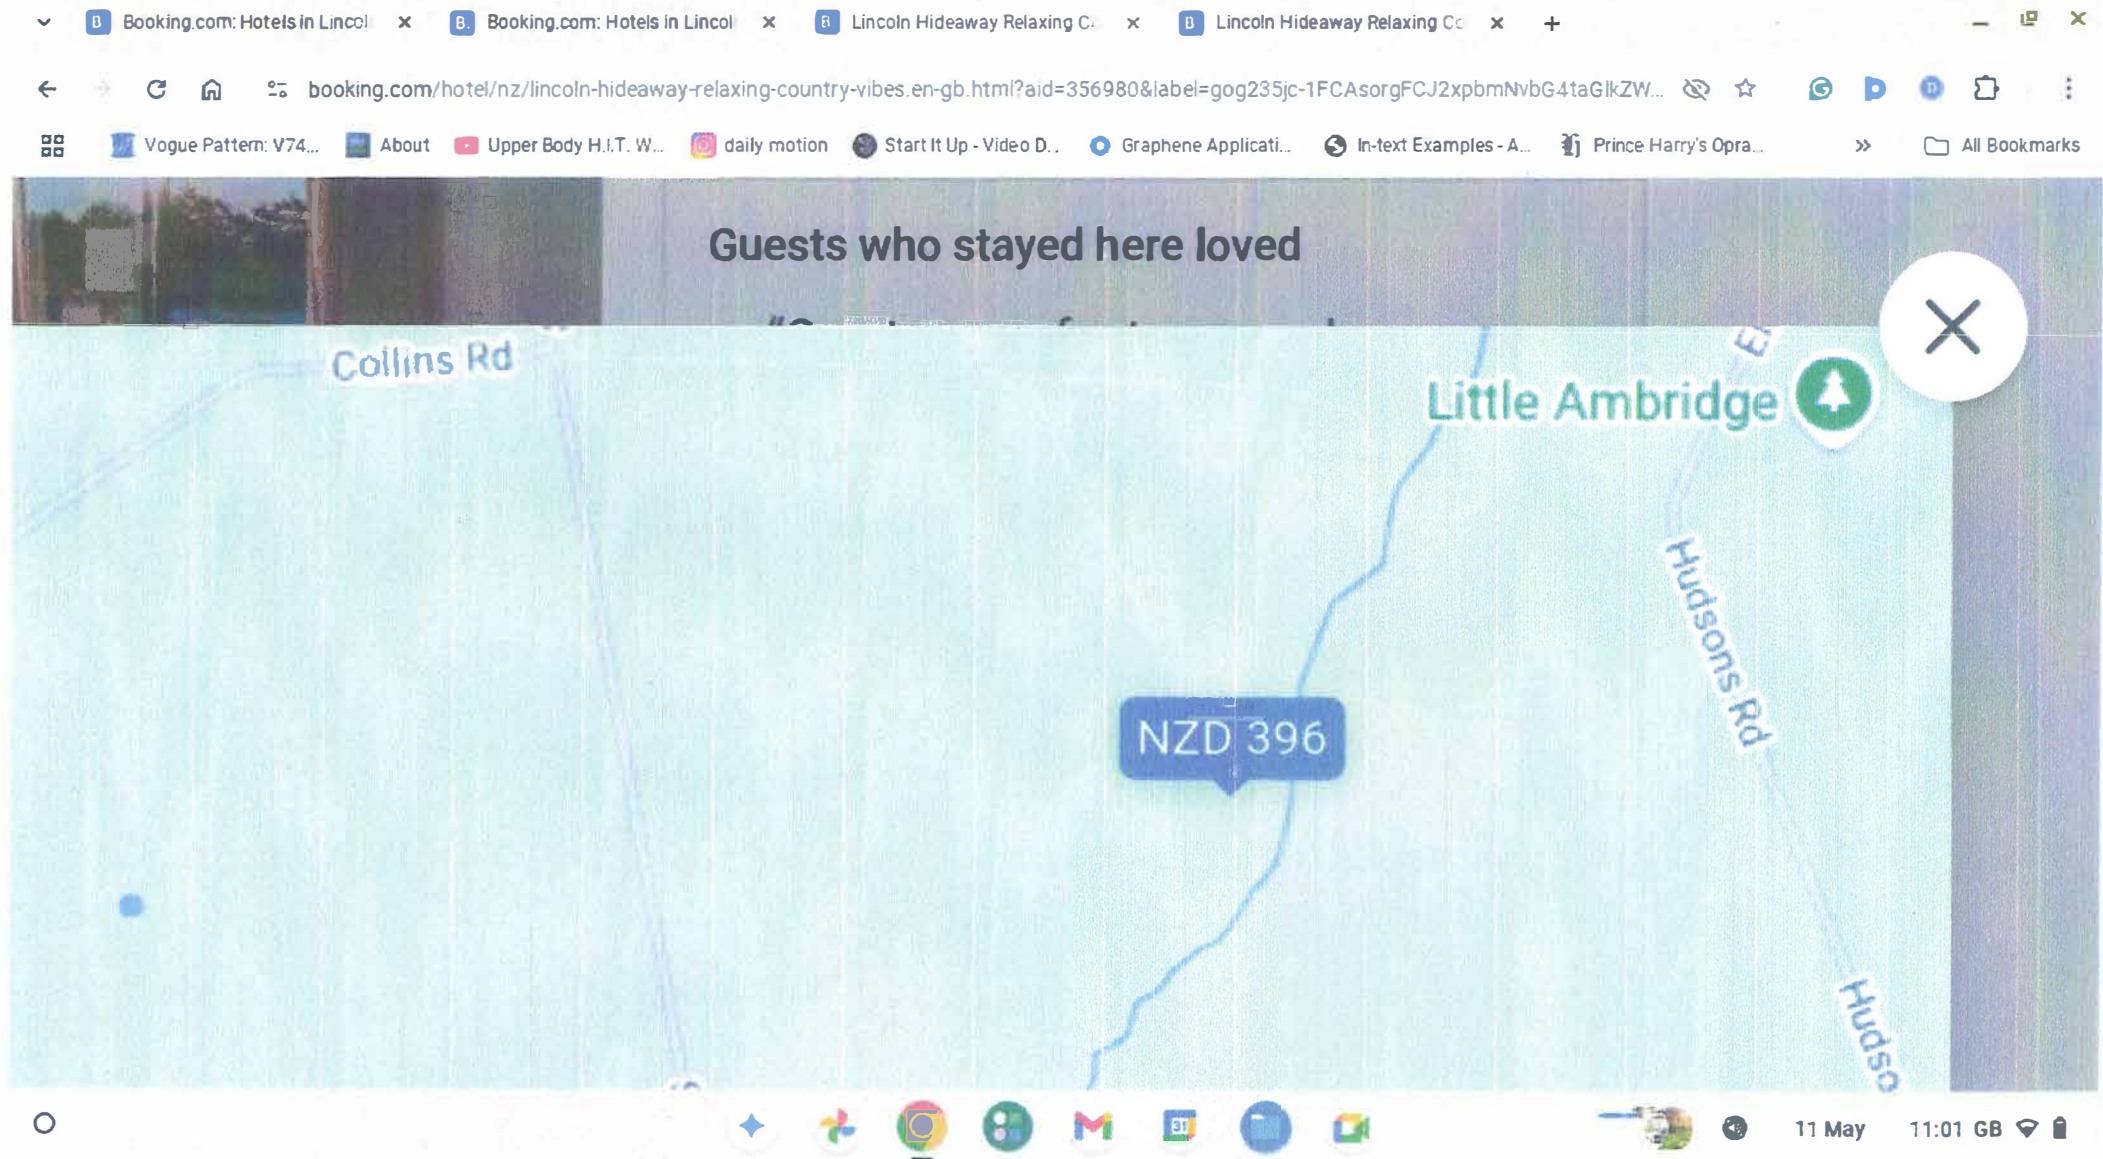 Booking.com: Hotels in Lincol
Booking.com: Hotels in Lincol
Lincoln Hideaway Relaxing C
Lincoln Hideaway Relaxing Co
booking.com/hotel/nz/lincoln-hideaway-relaxing-country-vibes.en-gb.html?aid=356980&label=gog235jc-1FCAsorgFCJ2xpbmNvbG4taGlkZW...
Vogue Pattern: V74...
About
Upper Body H.I.T. W...
daily motion
Start It Up - Video D...
Graphene Applicati...
In-text Examples - A...
Prince Harry's Opra...
All Bookmarks
Guests who stayed here loved
Collins Rd
Little Ambridge
Hudsons Rd
NZD 396
Hudso
31
11 May
11:01 GB